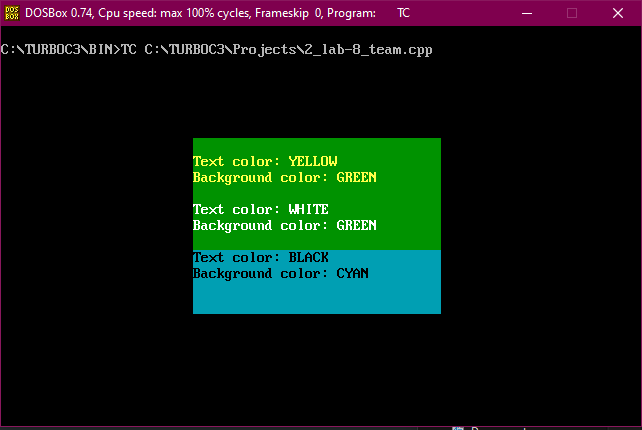 DOS BOX
DOSBox 0.74, Cpu speed: max 100% cycles, Frameskip 0, Program: TC
C:\TURBOC3\BIN>TC C:\TURBOC3\Projects\2_lab-8_team.cpp
Text color: YELLOW
Background color: GREEN
Text color: WHITE
Background color: GREEN
Text color: BLACK
Background color: CYAN